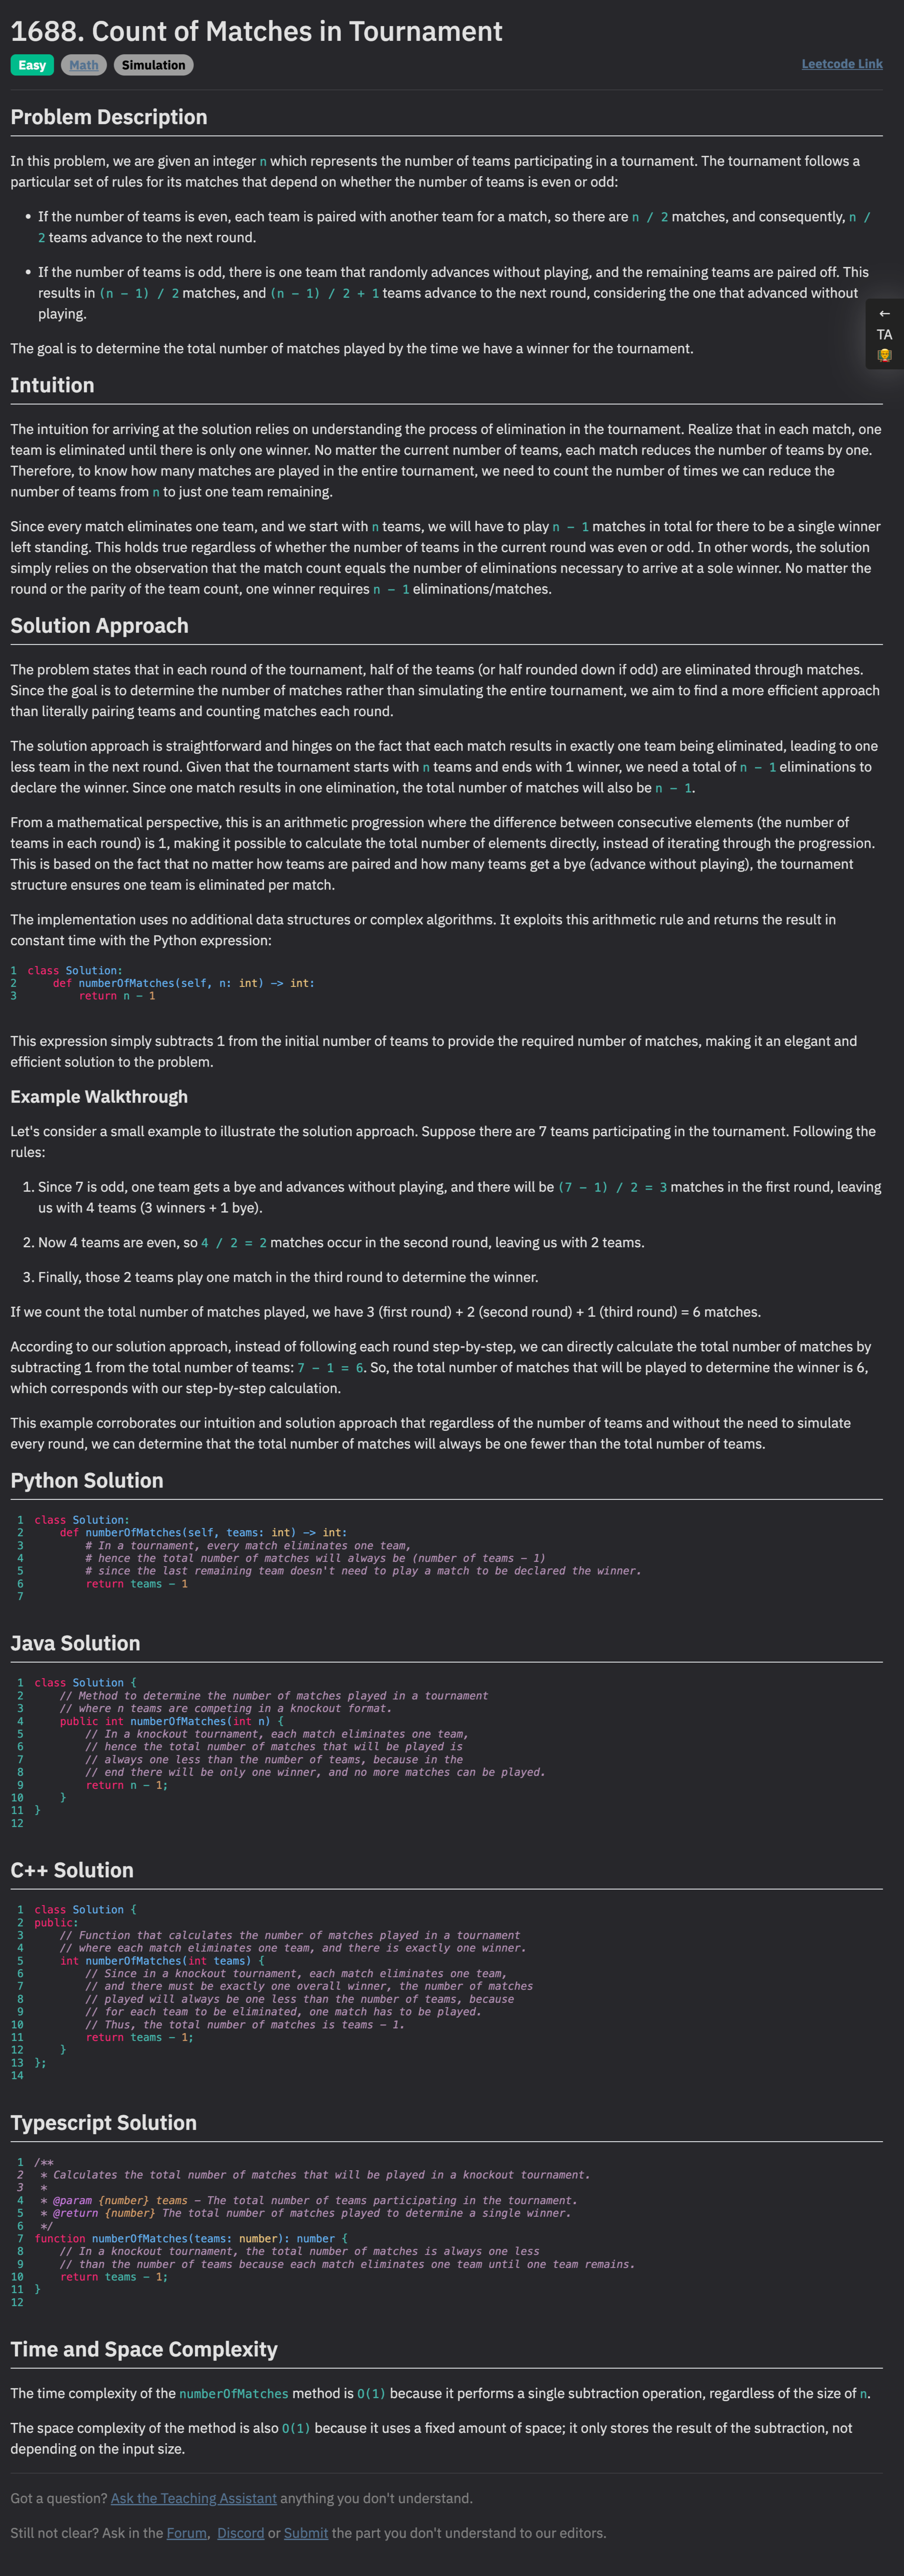 1688. Count of Matches in Tournament
Easy Math Simulation Leetcode Link
Problem Description
In this problem, we are given an integer n which represents the number of teams participating in a tournament. The tournament follows a
particular set of rules for its matches that depend on whether the number of teams is even or odd:
• If the number of teams is even, each team is paired with another team for a match, so there are n / 2 matches, and consequently, n /
2 teams advance to the next round.
• If the number of teams is odd, there is one team that randomly advances without playing, and the remaining teams are paired off. This
results in (n - 1) / 2 matches, and (n - 1) / 2 + 1 teams advance to the next round, considering the one that advanced without
playing.
←
TA
The goal is to determine the total number of matches played by the time we have a winner for the tournament.
Intuition
The intuition for arriving at the solution relies on understanding the process of elimination in the tournament. Realize that in each match, one
team is eliminated until there is only one winner. No matter the current number of teams, each match reduces the number of teams by one.
Therefore, to know how many matches are played in the entire tournament, we need to count the number of times we can reduce the
number of teams from n to just one team remaining.
Since every match eliminates one team, and we start with n teams, we will have to play n - 1 matches in total for there to be a single winner
left standing. This holds true regardless of whether the number of teams in the current round was even or odd. In other words, the solution
simply relies on the observation that the match count equals the number of eliminations necessary to arrive at a sole winner. No matter the
round or the parity of the team count, one winner requires n - 1 eliminations/matches.
Solution Approach
The problem states that in each round of the tournament, half of the teams (or half rounded down if odd) are eliminated through matches.
Since the goal is to determine the number of matches rather than simulating the entire tournament, we aim to find a more efficient approach
than literally pairing teams and counting matches each round.
The solution approach is straightforward and hinges on the fact that each match results in exactly one team being eliminated, leading to one
less team in the next round. Given that the tournament starts with n teams and ends with 1 winner, we need a total of n - 1 eliminations to
declare the winner. Since one match results in one elimination, the total number of matches will also be n - 1.
From a mathematical perspective, this is an arithmetic progression where the difference between consecutive elements (the number of
teams in each round) is 1, making it possible to calculate the total number of elements directly, instead of iterating through the progression.
This is based on the fact that no matter how teams are paired and how many teams get a bye (advance without playing), the tournament
structure ensures one team is eliminated per match.
The implementation uses no additional data structures or complex algorithms. It exploits this arithmetic rule and returns the result in
constant time with the Python expression:
1 class Solution:
2     def numberOfMatches(self, n: int) -> int:
3         return n - 1
This expression simply subtracts 1 from the initial number of teams to provide the required number of matches, making it an elegant and
efficient solution to the problem.
Example Walkthrough
Let's consider a small example to illustrate the solution approach. Suppose there are 7 teams participating in the tournament. Following the
rules:
1. Since 7 is odd, one team gets a bye and advances without playing, and there will be (7 - 1) / 2 = 3 matches in the first round, leaving
us with 4 teams (3 winners + 1 bye).
2. Now 4 teams are even, so 4 / 2 = 2 matches occur in the second round, leaving us with 2 teams.
3. Finally, those 2 teams play one match in the third round to determine the winner.
If we count the total number of matches played, we have 3 (first round) + 2 (second round) + 1 (third round) = 6 matches.
According to our solution approach, instead of following each round step-by-step, we can directly calculate the total number of matches by
subtracting 1 from the total number of teams: 7 - 1 = 6. So, the total number of matches that will be played to determine the winner is 6,
which corresponds with our step-by-step calculation.
This example corroborates our intuition and solution approach that regardless of the number of teams and without the need to simulate
every round, we can determine that the total number of matches will always be one fewer than the total number of teams.
Python Solution
1 class Solution:
2     def numberOfMatches(self, teams: int) -> int:
3         # In a tournament, every match eliminates one team,
4         # hence the total number of matches will always be (number of teams - 1)
5         # since the last remaining team doesn't need to play a match to be declared the winner.
6         return teams - 1
7
Java Solution
1 class Solution {
2     // Method to determine the number of matches played in a tournament
3     // where n teams are competing in a knockout format.
4     public int numberOfMatches(int n) {
5         // In a knockout tournament, each match eliminates one team,
6         // hence the total number of matches that will be played is
7         // always one less than the number of teams, because in the
8         // end there will be only one winner, and no more matches can be played.
9         return n - 1;
10     }
11 }
12
C++ Solution
1 class Solution {
2 public:
3     // Function that calculates the number of matches played in a tournament
4     // where each match eliminates one team, and there is exactly one winner.
5     int numberOfMatches(int teams) {
6         // Since in a knockout tournament, each match eliminates one team,
7         // and there must be exactly one overall winner, the number of matches
8         // played will always be one less than the number of teams, because
9         // for each team to be eliminated, one match has to be played.
10         // Thus, the total number of matches is teams - 1.
11         return teams - 1;
12     }
13 };
14
Typescript Solution
1 /**
2  * Calculates the total number of matches that will be played in a knockout tournament.
3  *
4  * @param {number} teams - The total number of teams participating in the tournament.
5  * @return {number} The total number of matches played to determine a single winner.
6  */
7 function numberOfMatches(teams: number): number {
8     // In a knockout tournament, the total number of matches is always one less
9     // than the number of teams because each match eliminates one team until one team remains.
10     return teams - 1;
11 }
12
Time and Space Complexity
The time complexity of the numberOfMatches method is O(1) because it performs a single subtraction operation, regardless of the size of n.
The space complexity of the method is also O(1) because it uses a fixed amount of space; it only stores the result of the subtraction, not
depending on the input size.
Got a question? Ask the Teaching Assistant anything you don't understand.
Still not clear? Ask in the Forum, Discord or Submit the part you don't understand to our editors.